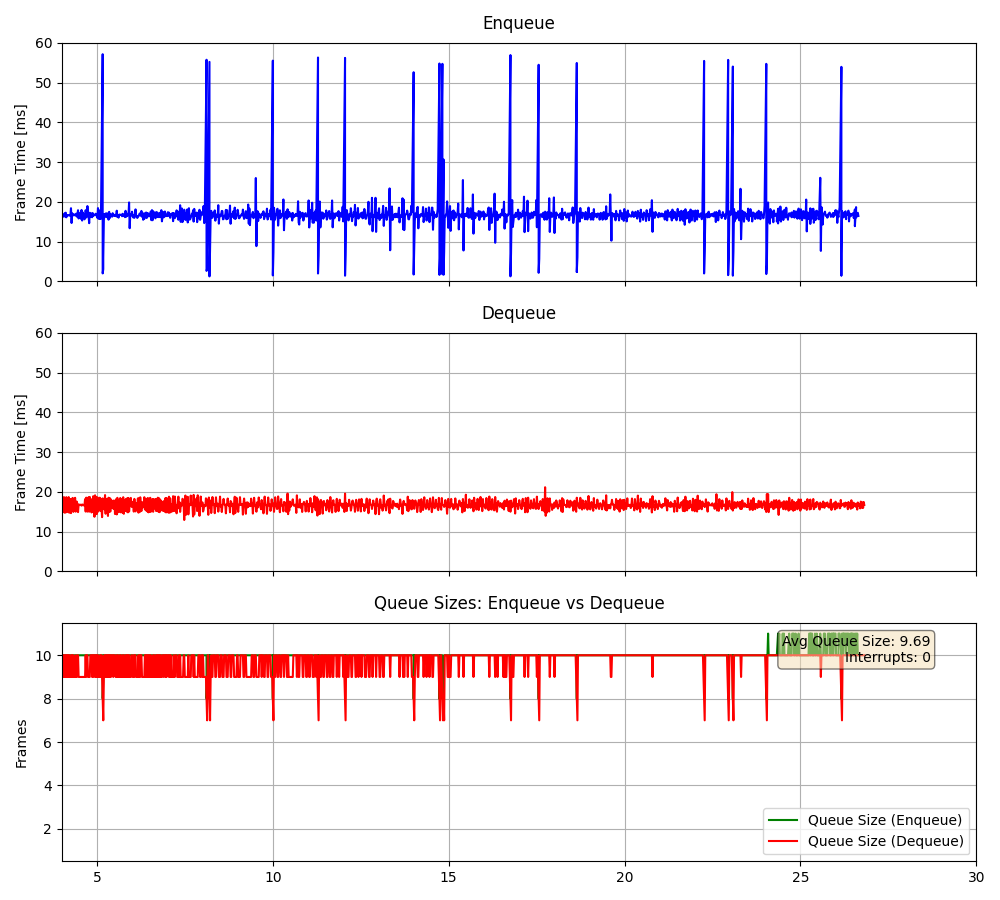 Enqueue
60
50
40
30
20
10
0
Frame Time [ms]
Dequeue
60
50
40
30
20
10
0
Frame Time [ms]
Queue Sizes: Enqueue vs Dequeue
10
8
6
4
2
Frames
Avg Queue Size: 9.69
Interrupts: 0
Queue Size (Enqueue)
Queue Size (Dequeue)
5 10 15 20 25 30